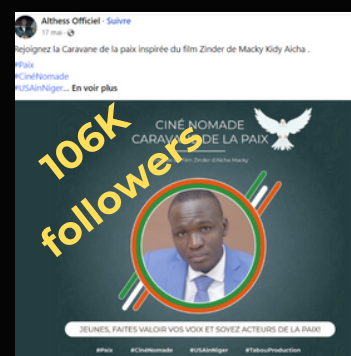 Althess Officiel · Suivre
17 mai ·
Rejoignez la Caravane de la paix inspirée du film Zinder de Macky Kidy Aicha .
#Paix
#CinéNomade
#USAinNiger... En voir plus
106K
followers
CINÉ NOMADE
CARAVANE DE LA PAIX
film Zinder d'Aïcha Macky
JEUNES, FAITES VALOIR VOS VOIX ET SOYEZ ACTEURS DE LA PAIX!
#Paix #CinéNomade #USAinNiger #TabouProduction